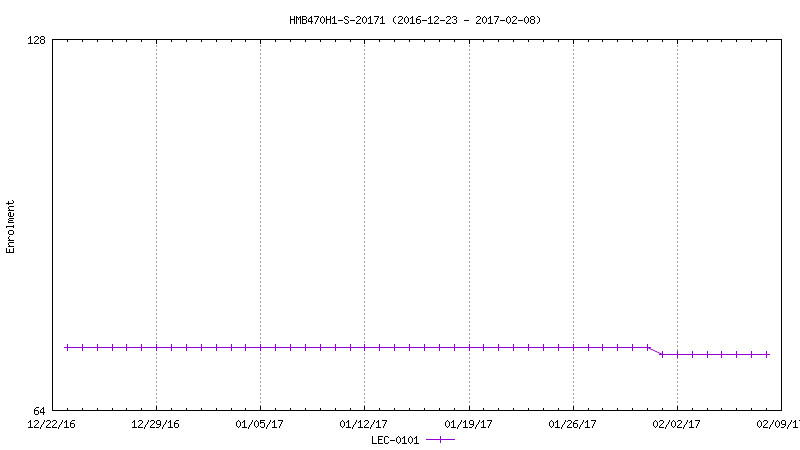 HMB470H1-S-20171 (2016-12-23 - 2017-02-08)
128
Enrolment
64
12/22/16 12/29/16 01/05/17 01/12/17 01/19/17 01/26/17 02/02/17 02/09/17
LEC-0101